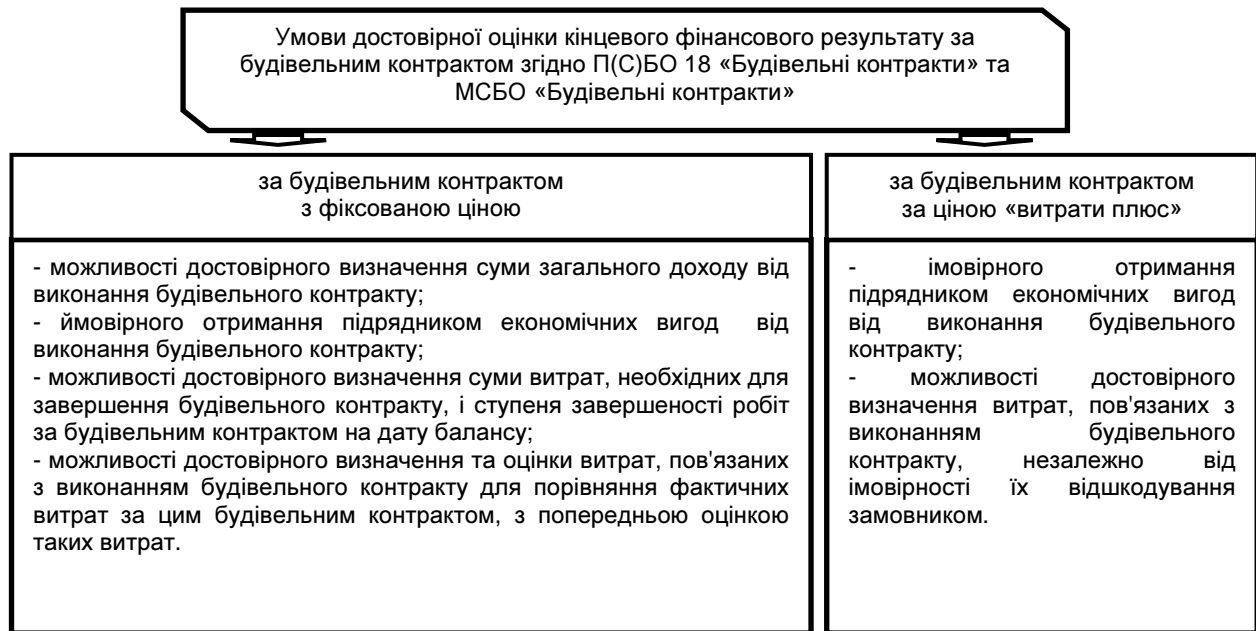 Умови достовірної оцінки кінцевого фінансового результату за
будівельним контрактом згідно П(С)БО 18 «Будівельні контракти» та
МСБО «Будівельні контракти»
за будівельним контрактом
з фіксованою ціною
- можливості достовірного визначення суми загального доходу від
виконання будівельного контракту;
- ймовірного отримання підрядником економічних вигод від
виконання будівельного контракту;
- можливості достовірного визначення суми витрат, необхідних для
завершення будівельного контракту, і ступеня завершеності робіт
за будівельним контрактом на дату балансу;
- можливості достовірного визначення та оцінки витрат, пов'язаних
з виконанням будівельного контракту для порівняння фактичних
витрат за цим будівельним контрактом, з попередньою оцінкою
таких витрат.
за будівельним контрактом
за ціною «витрати плюс»
- імовірного отримання
підрядником економічних вигод
від виконання будівельного
контракту;
- можливості достовірного
визначення витрат, пов'язаних з
виконанням будівельного
контракту, незалежно від
імовірності їх відшкодування
замовником.